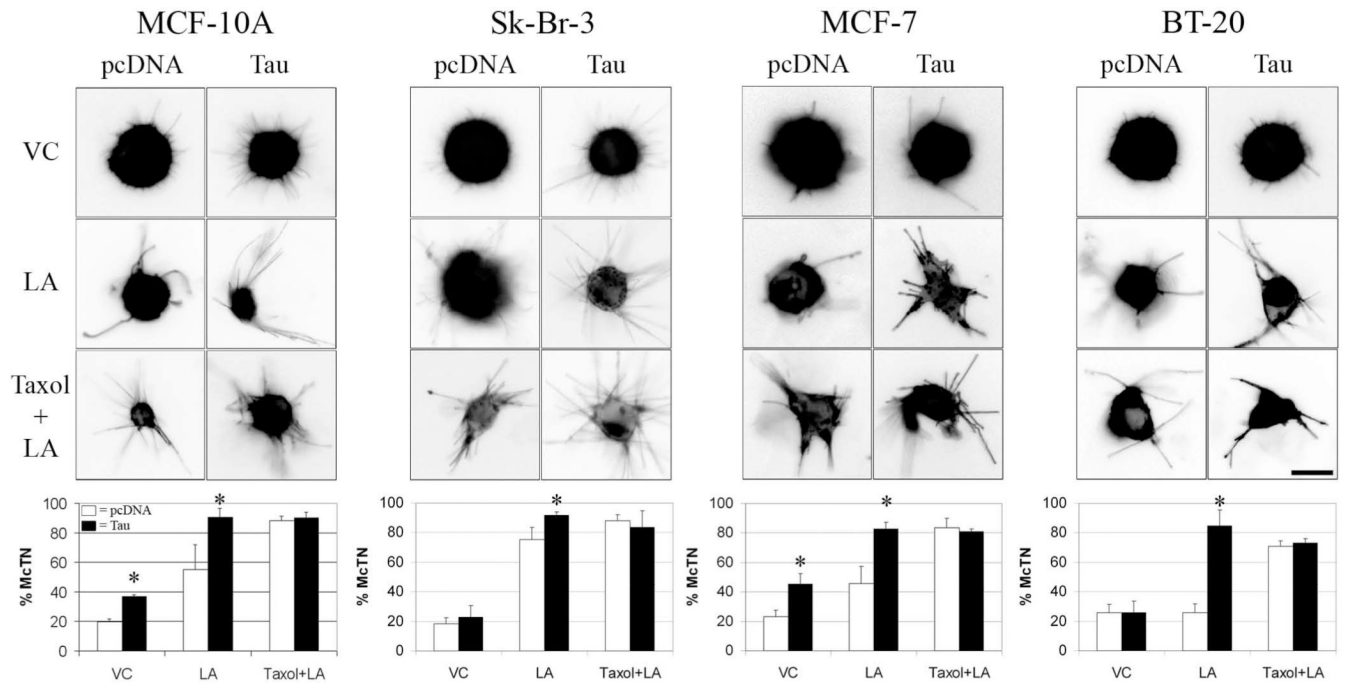 MCF-10A Sk-Br-3 MCF-7 BT-20
pcDNA Tau pcDNA Tau pcDNA Tau pcDNA Tau
VC
LA
Taxol
+
LA
100
80
60
40
20
0
% McTN
= pcDNA
= Tau
*
*
VC LA Taxol+LA
100
80
60
40
20
0
% McTN
*
VC LA Taxol+LA
100
80
60
40
20
0
% McTN
*
*
VC LA Taxol+LA
100
80
60
40
20
0
% McTN
*
VC LA Taxol+LA